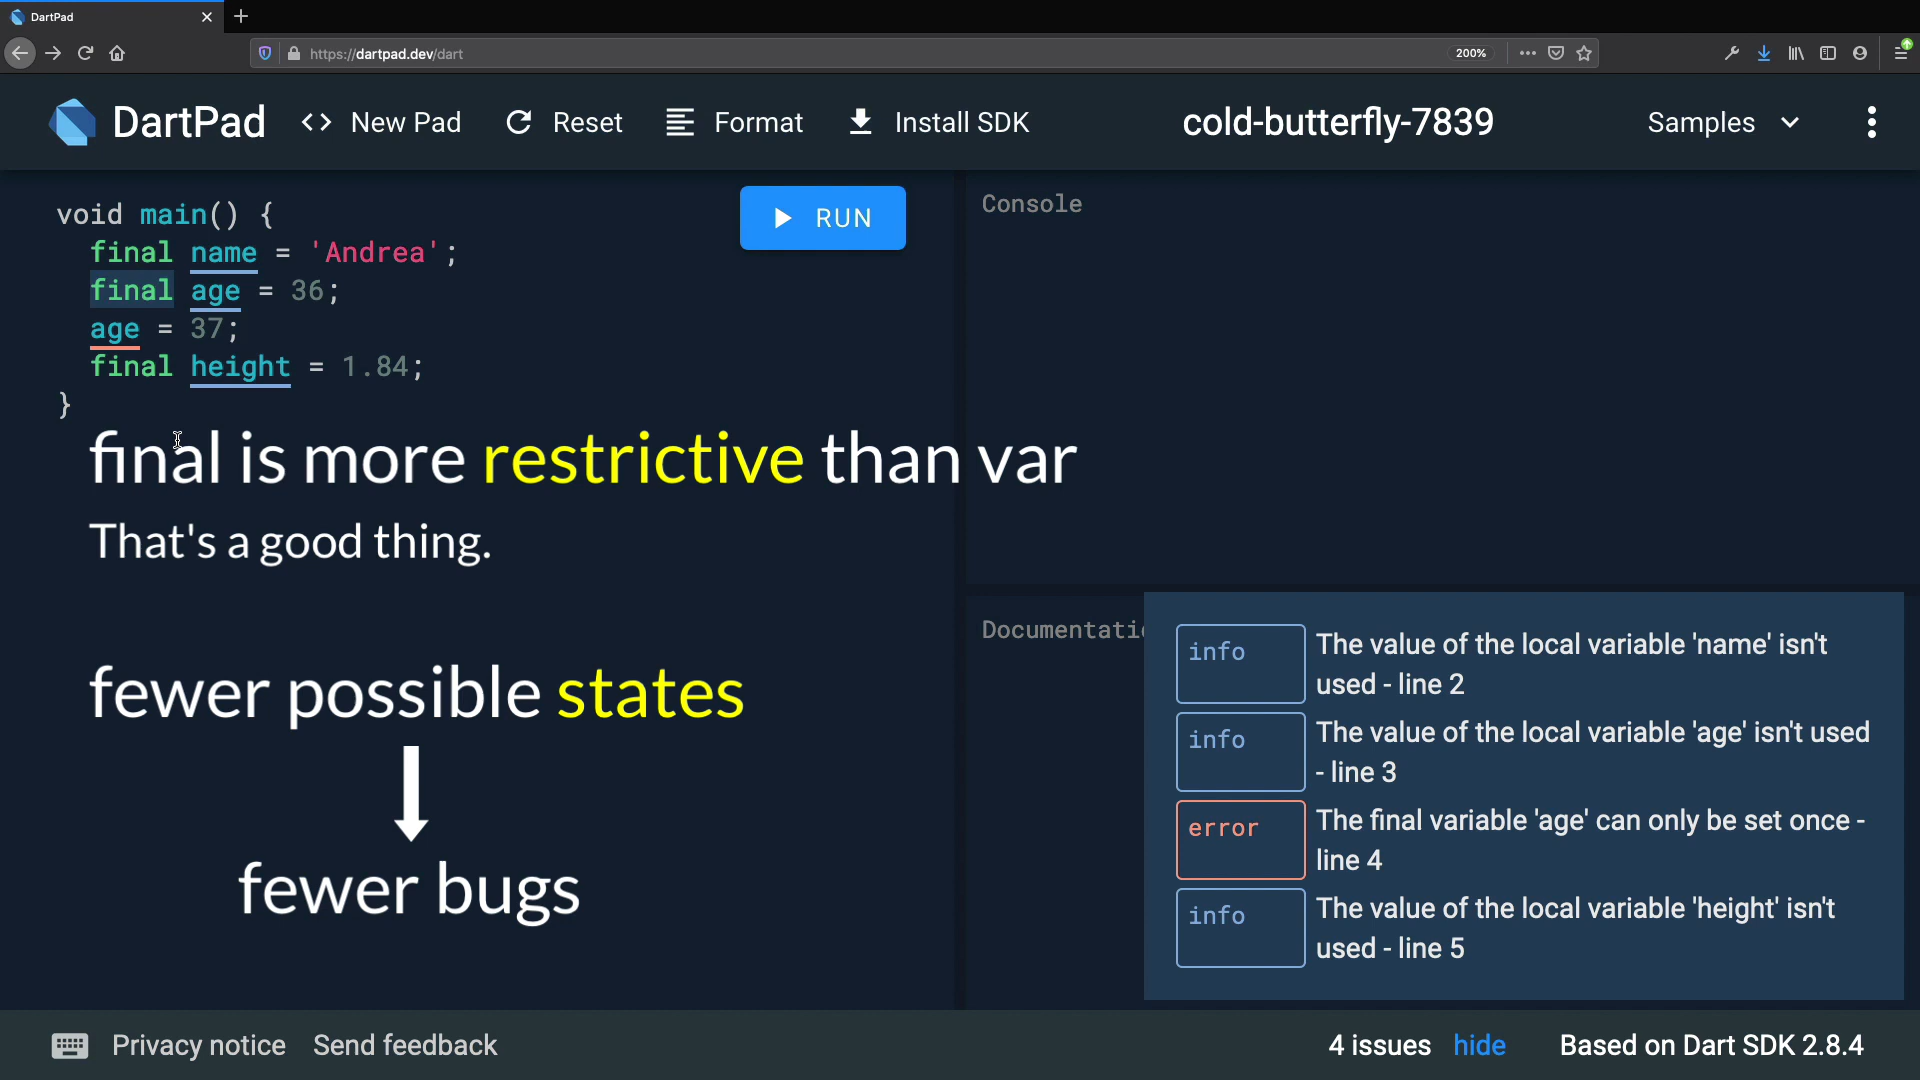 DartPad
https://dartpad.dev/dart
200%
DartPad
<> New Pad
Reset
Format
Install SDK
cold-butterfly-7839
Samples
void main() {
final name = 'Andrea';
final age = 36;
age = 37;
final height = 1.84;
}
RUN
Console
final is more restrictive than var
That's a good thing.
fewer possible states
fewer bugs
Documentatio
info
The value of the local variable 'name' isn't
used - line 2
info
The value of the local variable 'age' isn't used
- line 3
error
The final variable 'age' can only be set once -
line 4
info
The value of the local variable 'height' isn't
used - line 5
Privacy notice
Send feedback
4 issues
hide
Based on Dart SDK 2.8.4